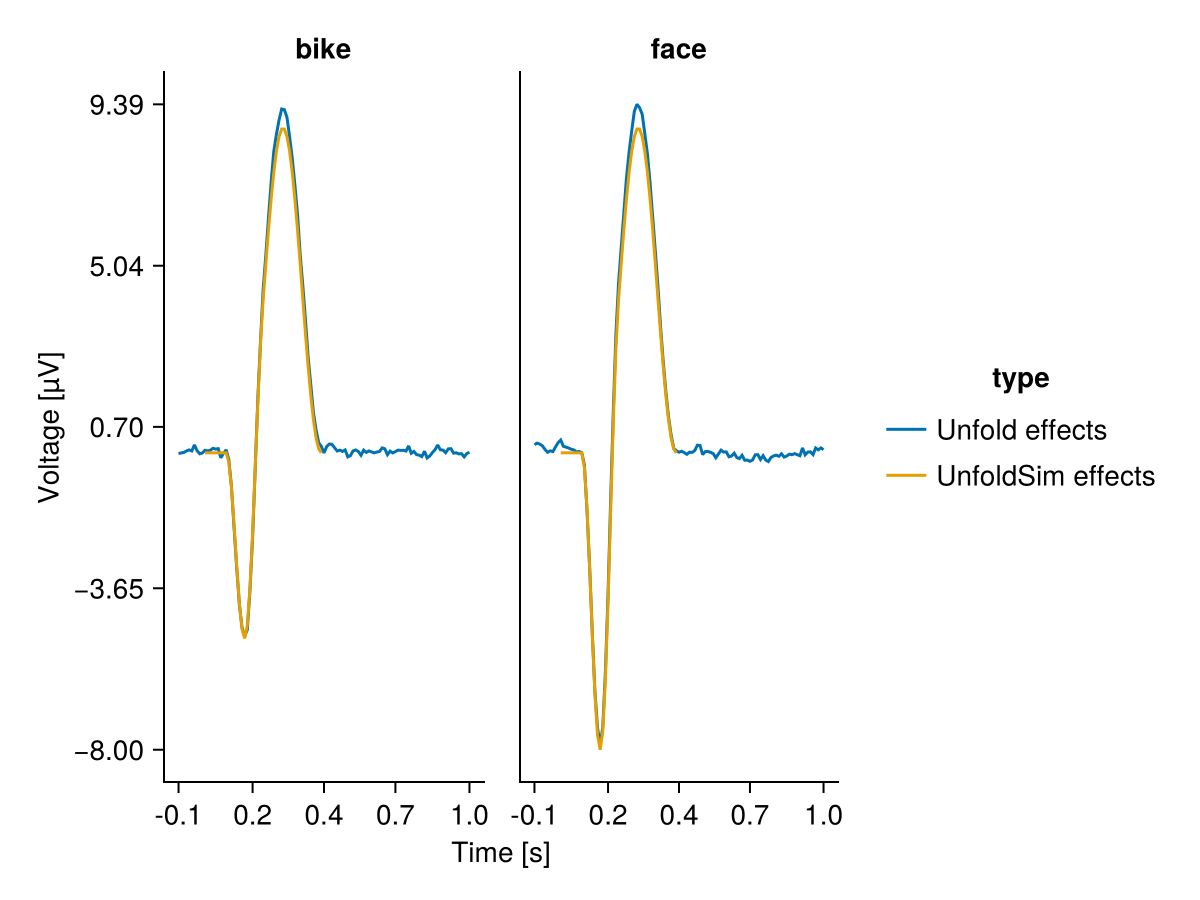 bike face
9.39
5.04
0.70
−3.65
−8.00
Voltage [µV]
-0.1 0.2 0.4 0.7 1.0 -0.1 0.2 0.4 0.7 1.0
Time [s]
type
Unfold effects
UnfoldSim effects